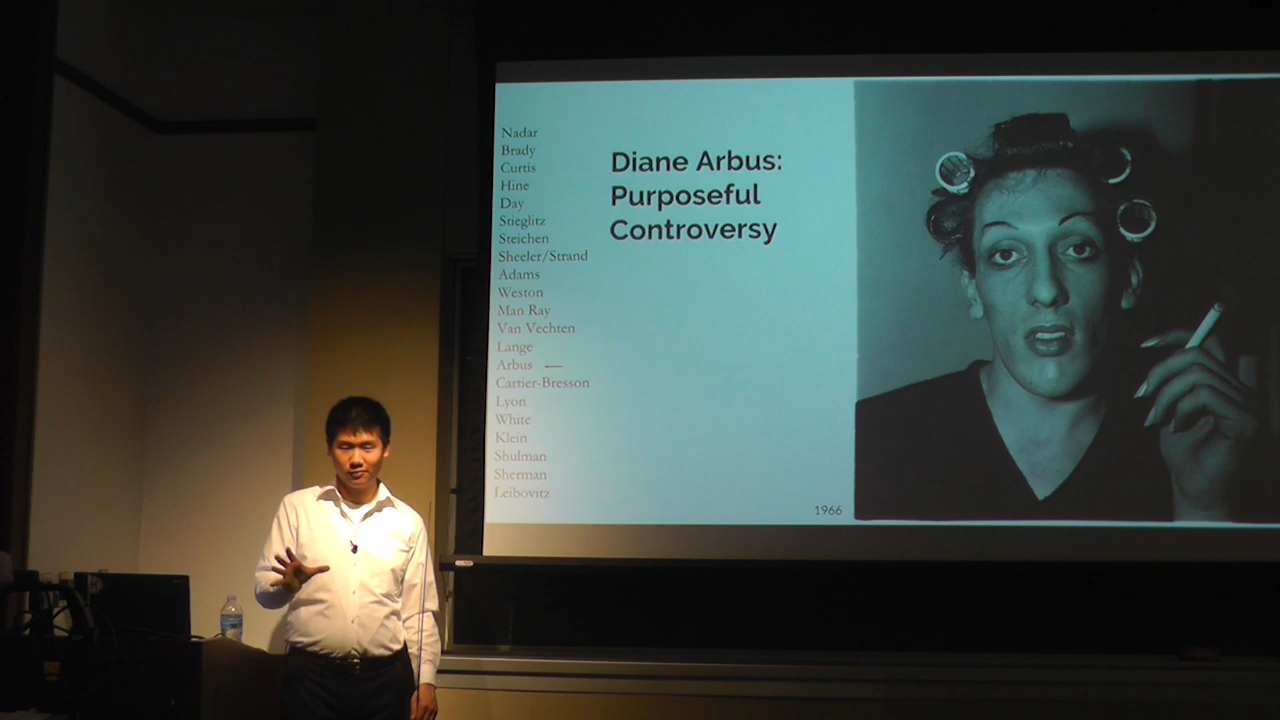 Nadar
Brady
Curtis
Hine
Day
Stieglitz
Steichen
Sheeler/Strand
Adams
Weston
Man Ray
Van Vechten
Lange
Arbus ←
Cartier-Bresson
Lyon
White
Klein
Shulman
Sherman
Leibovitz
Diane Arbus:
Purposeful
Controversy
1966